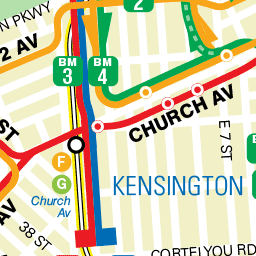 N PKWY
2
2 AV
BM
3
BM
4
CHURCH AV
ST
E 7 ST
F
G
Church
Av
KENSINGTON
AV
38 ST
CORTELYOU RD